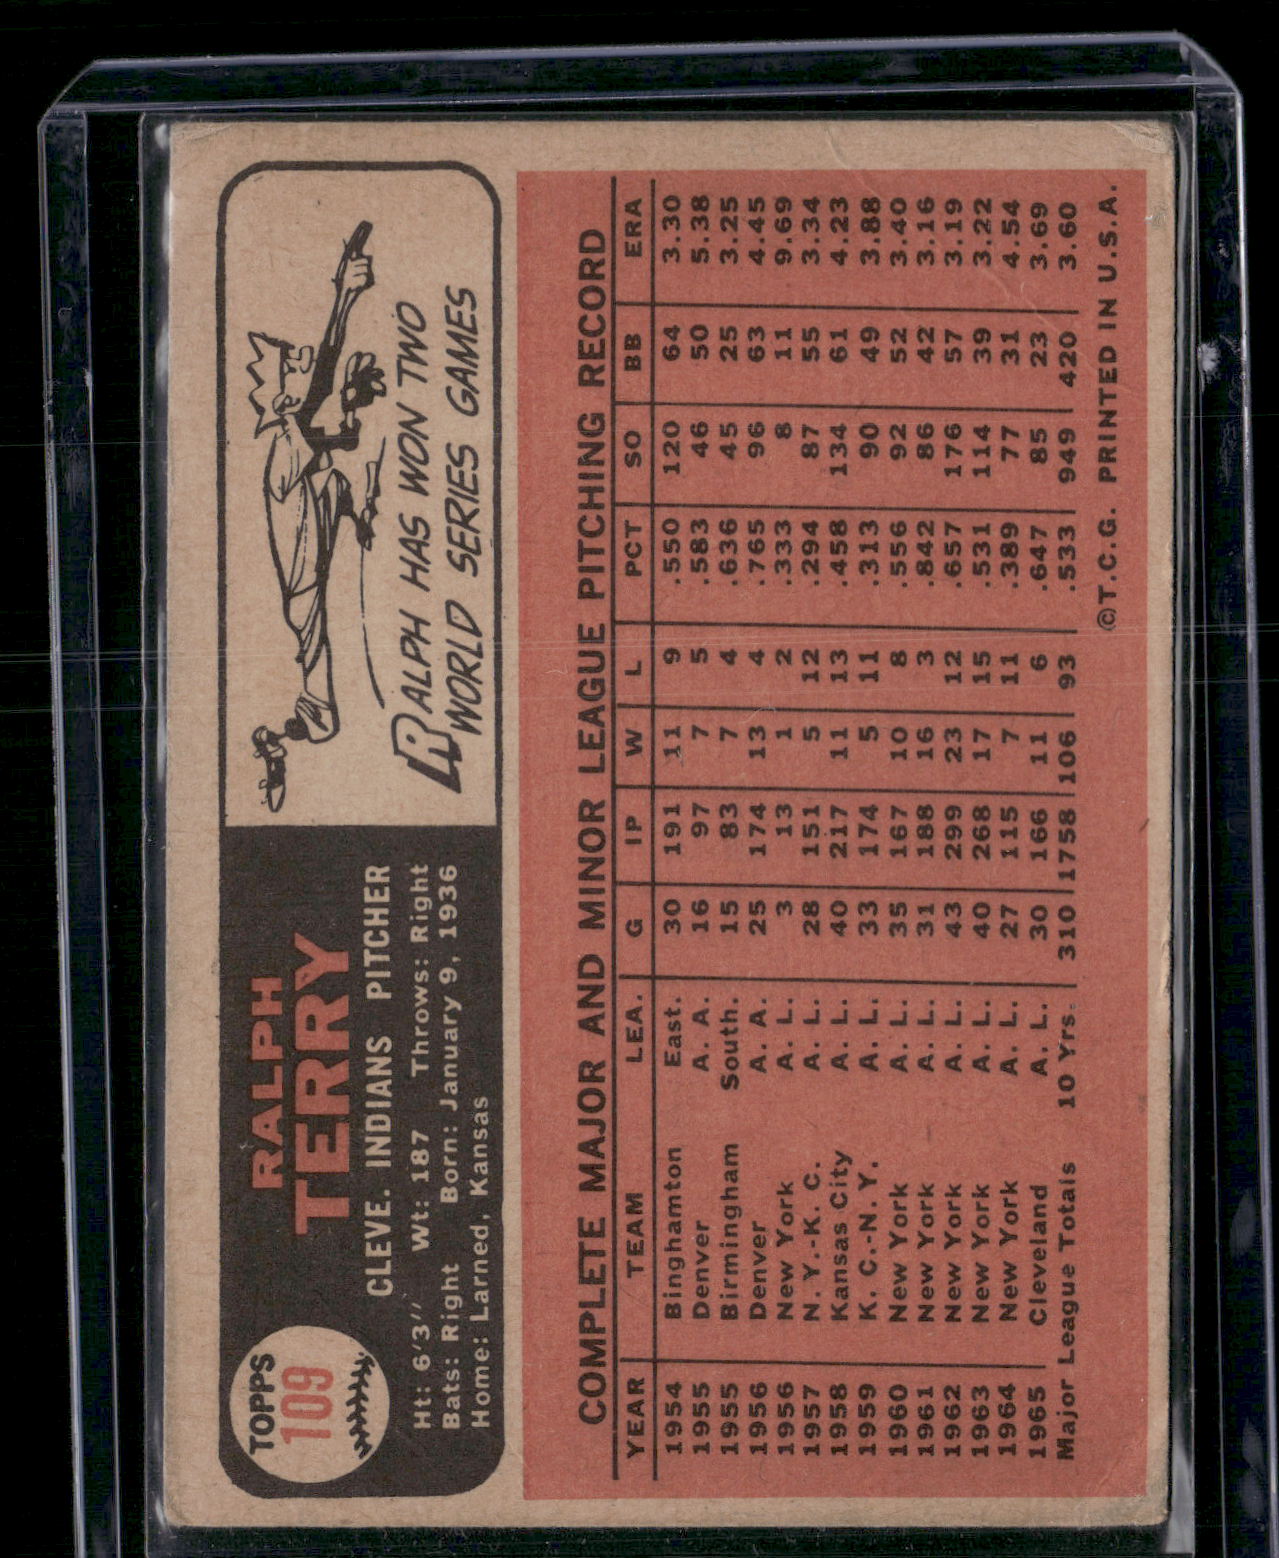 TOPPS
109
RALPH
TERRY
CLEVE. INDIANS PITCHER
Ht: 6'3" Wt: 187 Throws: Right
Bats: Right Born: January 9, 1936
Home: Larned, Kansas
RALPH HAS WON TWO
WORLD SERIES GAMES
COMPLETE MAJOR AND MINOR LEAGUE PITCHING RECORD
YEAR TEAM LEA. G IP W L PCT SO BB ERA
1954 Binghamton East. 30 191 11 9 .550 120 64 3.30
1955 Denver A. A. 16 97 7 5 .583 46 50 5.38
1955 Birmingham South. 15 83 7 4 .636 45 25 3.25
1956 Denver A. A. 25 174 13 4 .765 96 63 4.45
1956 New York A. L. 3 13 1 2 .333 8 11 9.69
1957 N. Y.-K. C. A. L. 28 151 5 12 .294 87 55 3.34
1958 Kansas City A. L. 40 217 11 13 .458 134 61 4.23
1959 K. C.-N. Y. A. L. 33 174 5 11 .313 90 49 3.88
1960 New York A. L. 35 167 10 8 .556 92 52 3.40
1961 New York A. L. 31 188 16 3 .842 86 42 3.16
1962 New York A. L. 43 299 23 12 .657 176 57 3.19
1963 New York A. L. 40 268 17 15 .531 114 39 3.22
1964 New York A. L. 27 115 7 11 .389 77 31 4.54
1965 Cleveland A. L. 30 166 11 6 .647 85 23 3.69
Major League Totals 10 Yrs. 310 1758 106 93 .533 949 420 3.60
©T.C.G. PRINTED IN U.S.A.